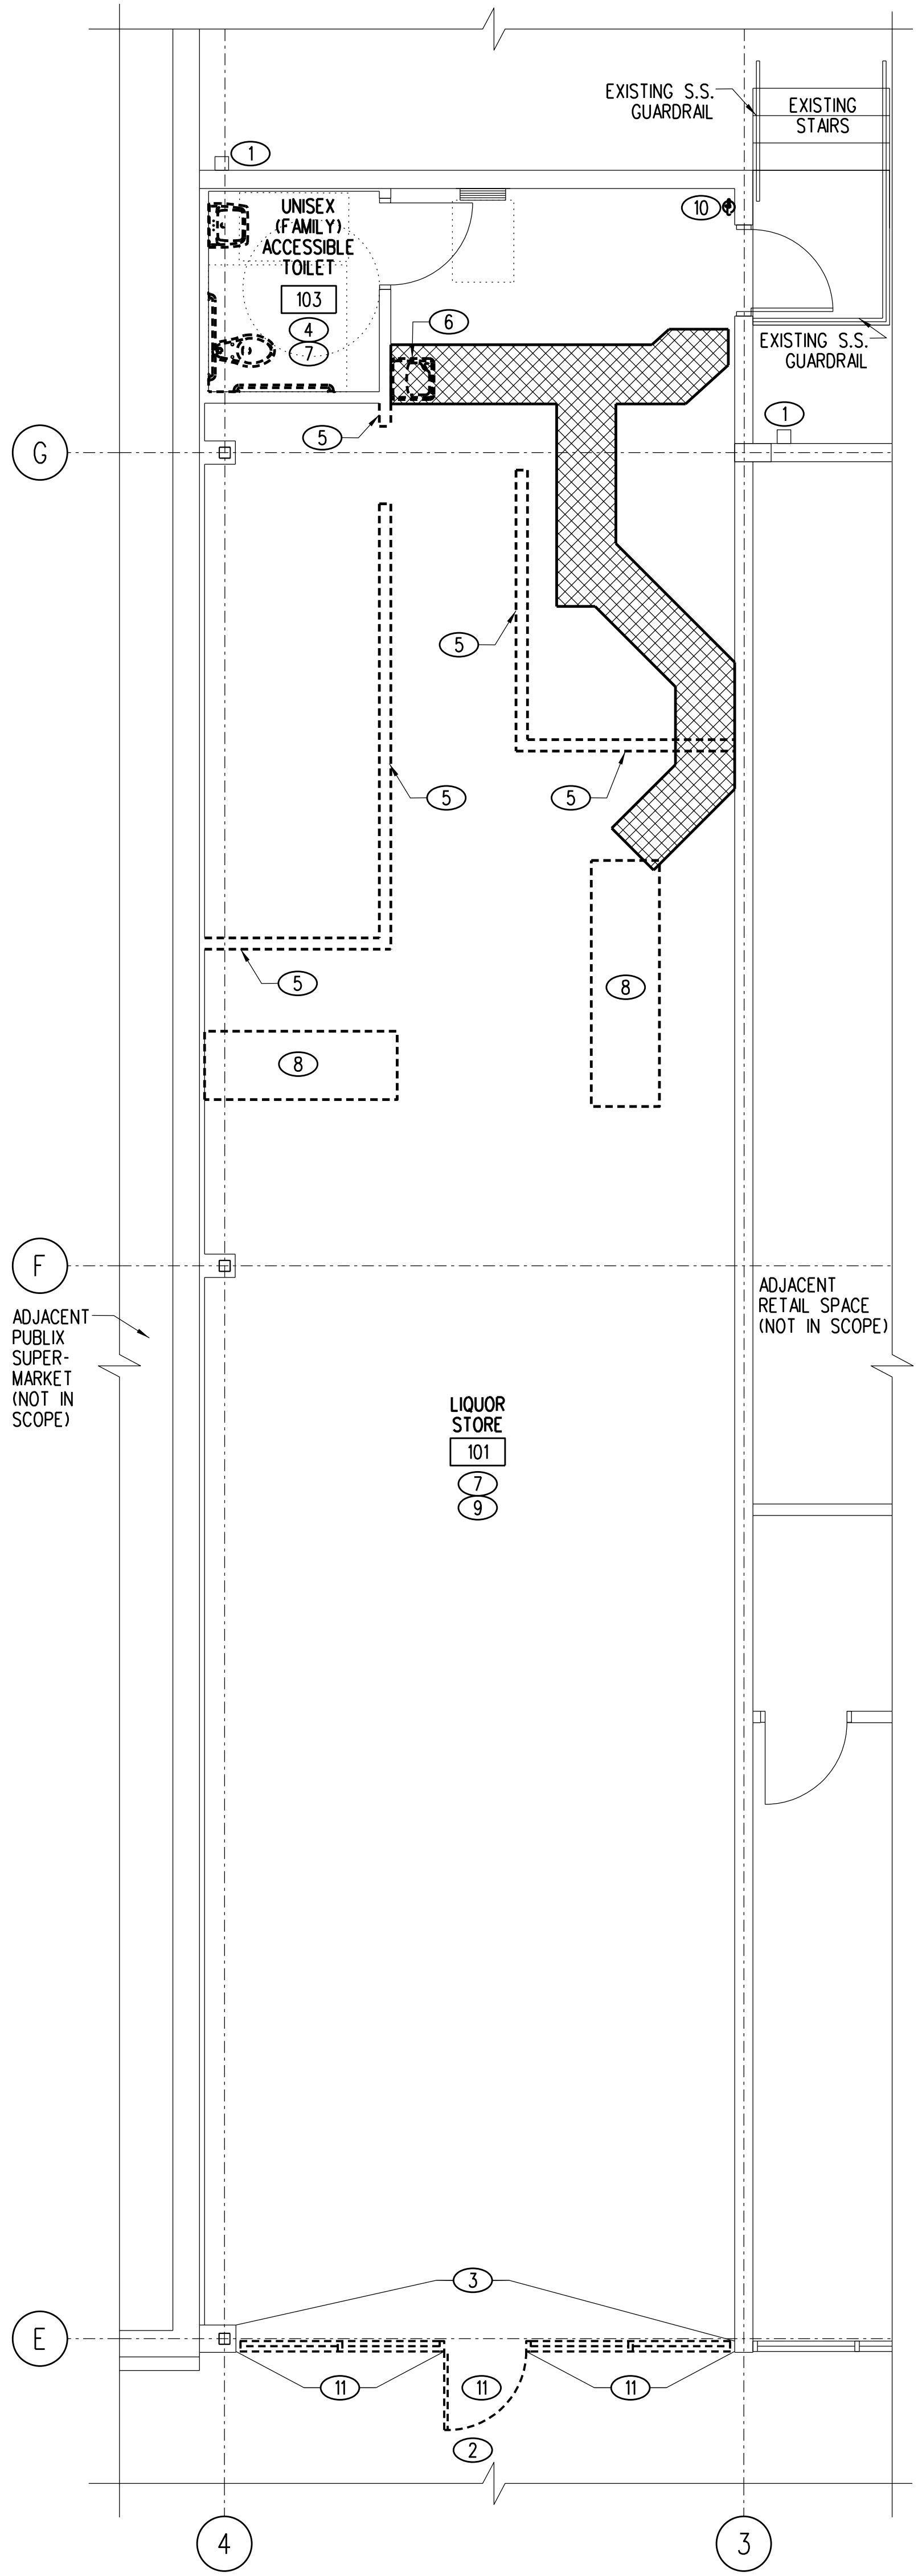 EXISTING S.S.
GUARDRAIL
EXISTING
STAIRS
1
UNISEX
(FAMILY)
ACCESSIBLE
TOILET
103
4
7
10
6
EXISTING S.S.
GUARDRAIL
1
5
G
5
5
5
5
8
8
F
ADJACENT
PUBLIX
SUPER-
MARKET
(NOT IN
SCOPE)
ADJACENT
RETAIL SPACE
(NOT IN SCOPE)
LIQUOR
STORE
101
7
9
3
E
11
11
11
2
4
3